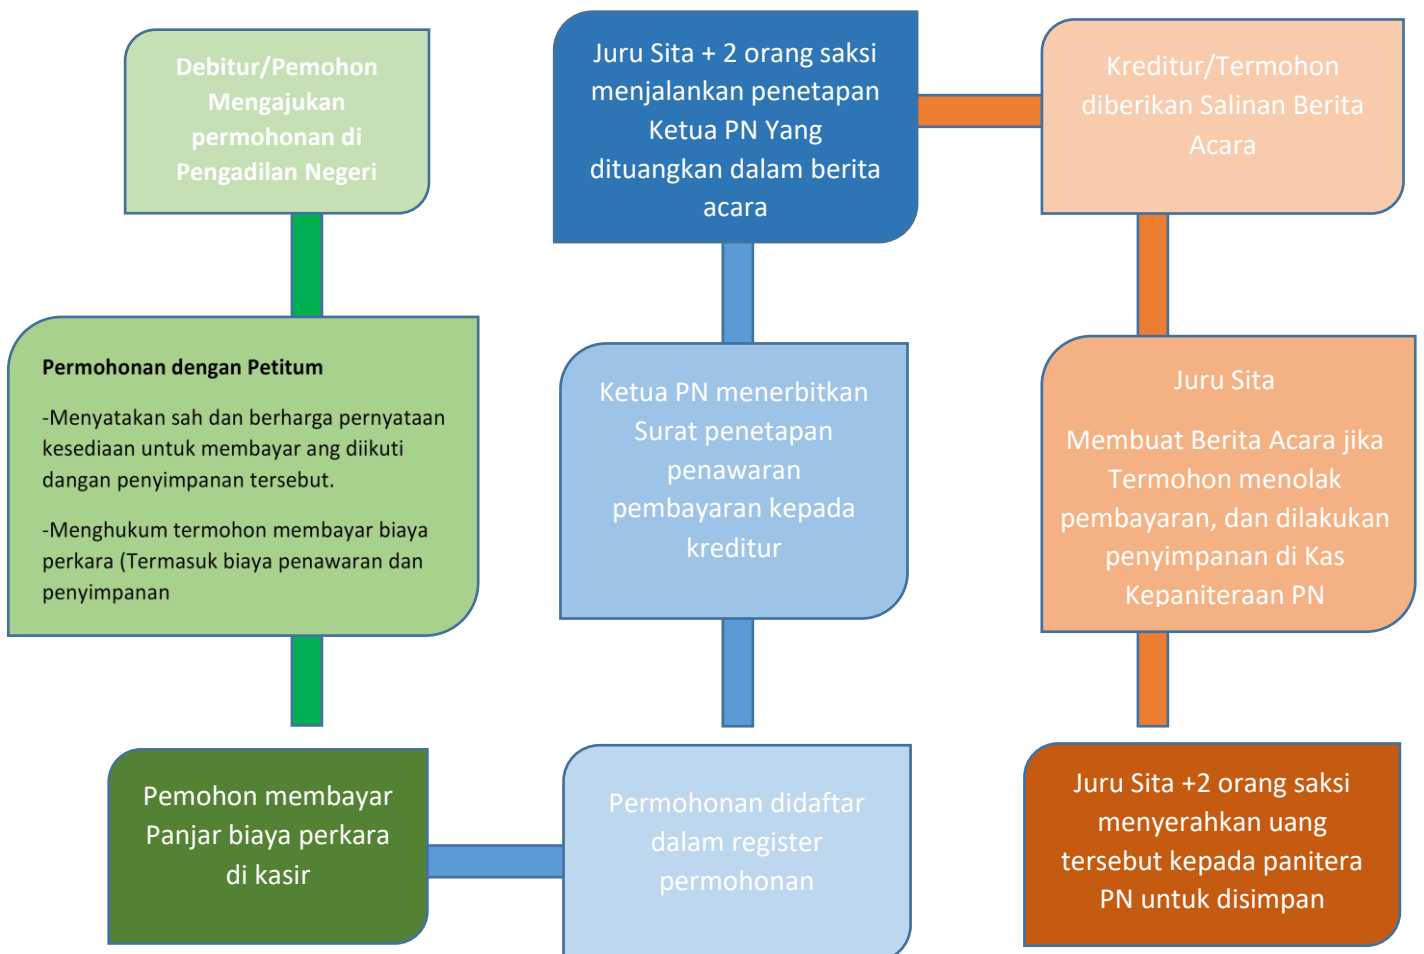 Debitur/Pemohon
Mengajukan
permohonan di
Pengadilan Negeri
Permohonan dengan Petitum
-Menyatakan sah dan berharga pernyataan
kesediaan untuk membayar ang diikuti
dangan penyimpanan tersebut.
-Menghukum termohon membayar biaya
perkara (Termasuk biaya penawaran dan
penyimpanan
Pemohon membayar
Panjar biaya perkara
di kasir
Permohonan didaftar
dalam register
permohonan
Ketua PN menerbitkan
Surat penetapan
penawaran
pembayaran kepada
kreditur
Juru Sita + 2 orang saksi
menjalankan penetapan
Ketua PN Yang
dituangkan dalam berita
acara
Kreditur/Termohon
diberikan Salinan Berita
Acara
Juru Sita
Membuat Berita Acara jika
Termohon menolak
pembayaran, dan dilakukan
penyimpanan di Kas
Kepaniteraan PN
Juru Sita +2 orang saksi
menyerahkan uang
tersebut kepada panitera
PN untuk disimpan